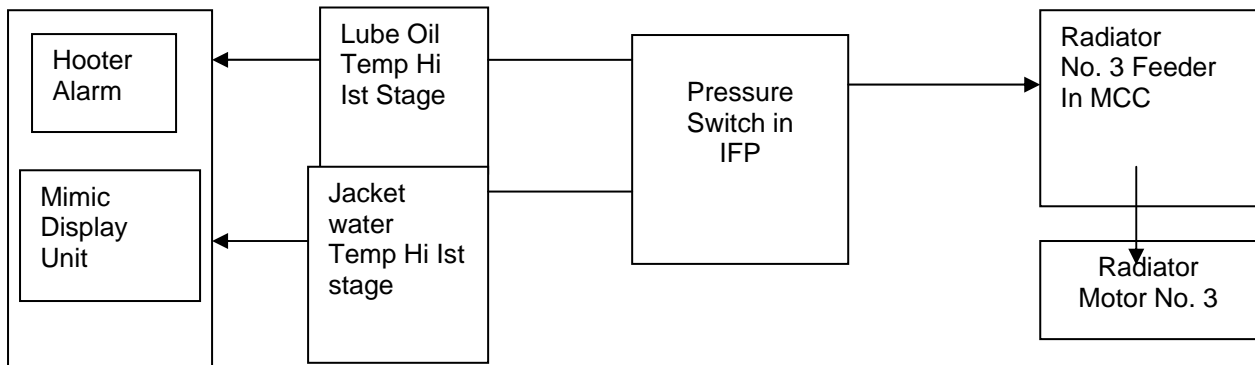 Hooter
Alarm
Mimic
Display
Unit
Lube Oil
Temp Hi
Ist Stage
Jacket
water
Temp Hi Ist
stage
Pressure
Switch in
IFP
Radiator
No. 3 Feeder
In MCC
Radiator
Motor No. 3